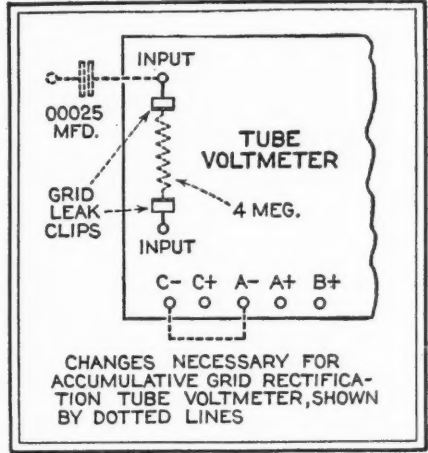 INPUT
00025
MFD.
TUBE
VOLTMETER
GRID
LEAK
CLIPS
4 MEG.
INPUT
C- C+ A- A+ B+
CHANGES NECESSARY FOR
ACCUMULATIVE GRID RECTIFICA-
TION TUBE VOLTMETER, SHOWN
BY DOTTED LINES